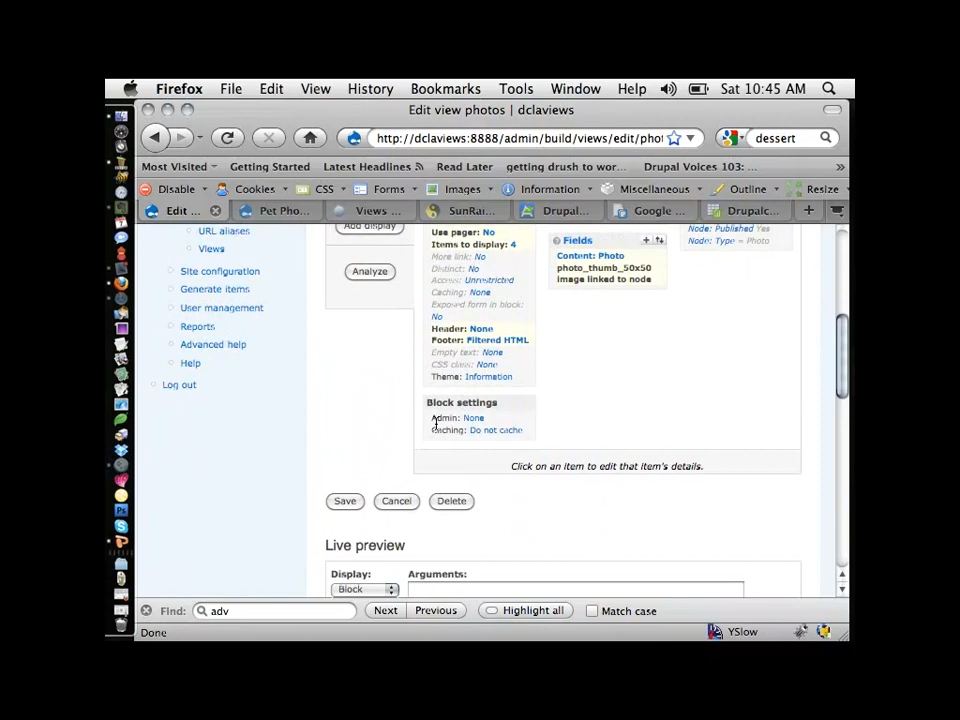 Firefox File Edit View History Bookmarks Tools Window Help Sat 10:45 AM
Edit view photos | dclaviews
http://dclaviews:8888/admin/build/views/edit/phot dessert
Most Visited Getting Started Latest Headlines Read Later getting drush to wor... Drupal Voices 103: ... »
Disable Cookies CSS Forms Images Information Miscellaneous Outline Resize
Edit ... Pet Pho... Views ... SunRai... Drupal... Google ... Drupalc...
URL aliases
Views
Site configuration
Generate items
User management
Reports
Advanced help
Help
Log out
Add display
Analyze
Use pager: No
Items to display: 4
More link: No
Distinct: No
Access: Unrestricted
Caching: None
Exposed form in block:
No
Header: None
Footer: Filtered HTML
Empty text: None
CSS class: None
Theme: Information
Block settings
Admin: None
Caching: Do not cache
Fields
Content: Photo
photo_thumb_50x50
image linked to node
Node: Published Yes
Node: Type = Photo
Click on an item to edit that item's details.
Save Cancel Delete
Live preview
Display: Arguments:
Block
Find: adv Next Previous Highlight all Match case
Done YSlow